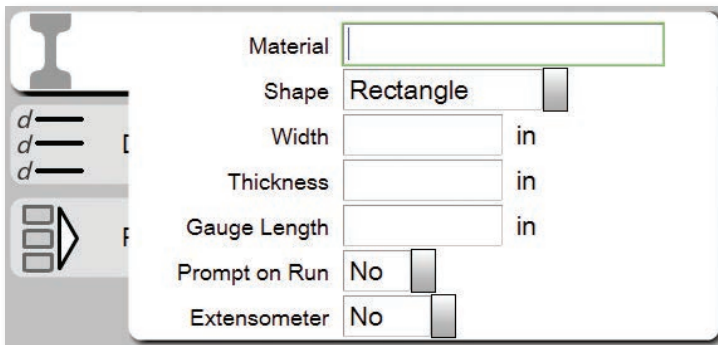 Material
Shape Rectangle
d
d
d
Width in
Thickness in
Gauge Length in
Prompt on Run No
Extensometer No